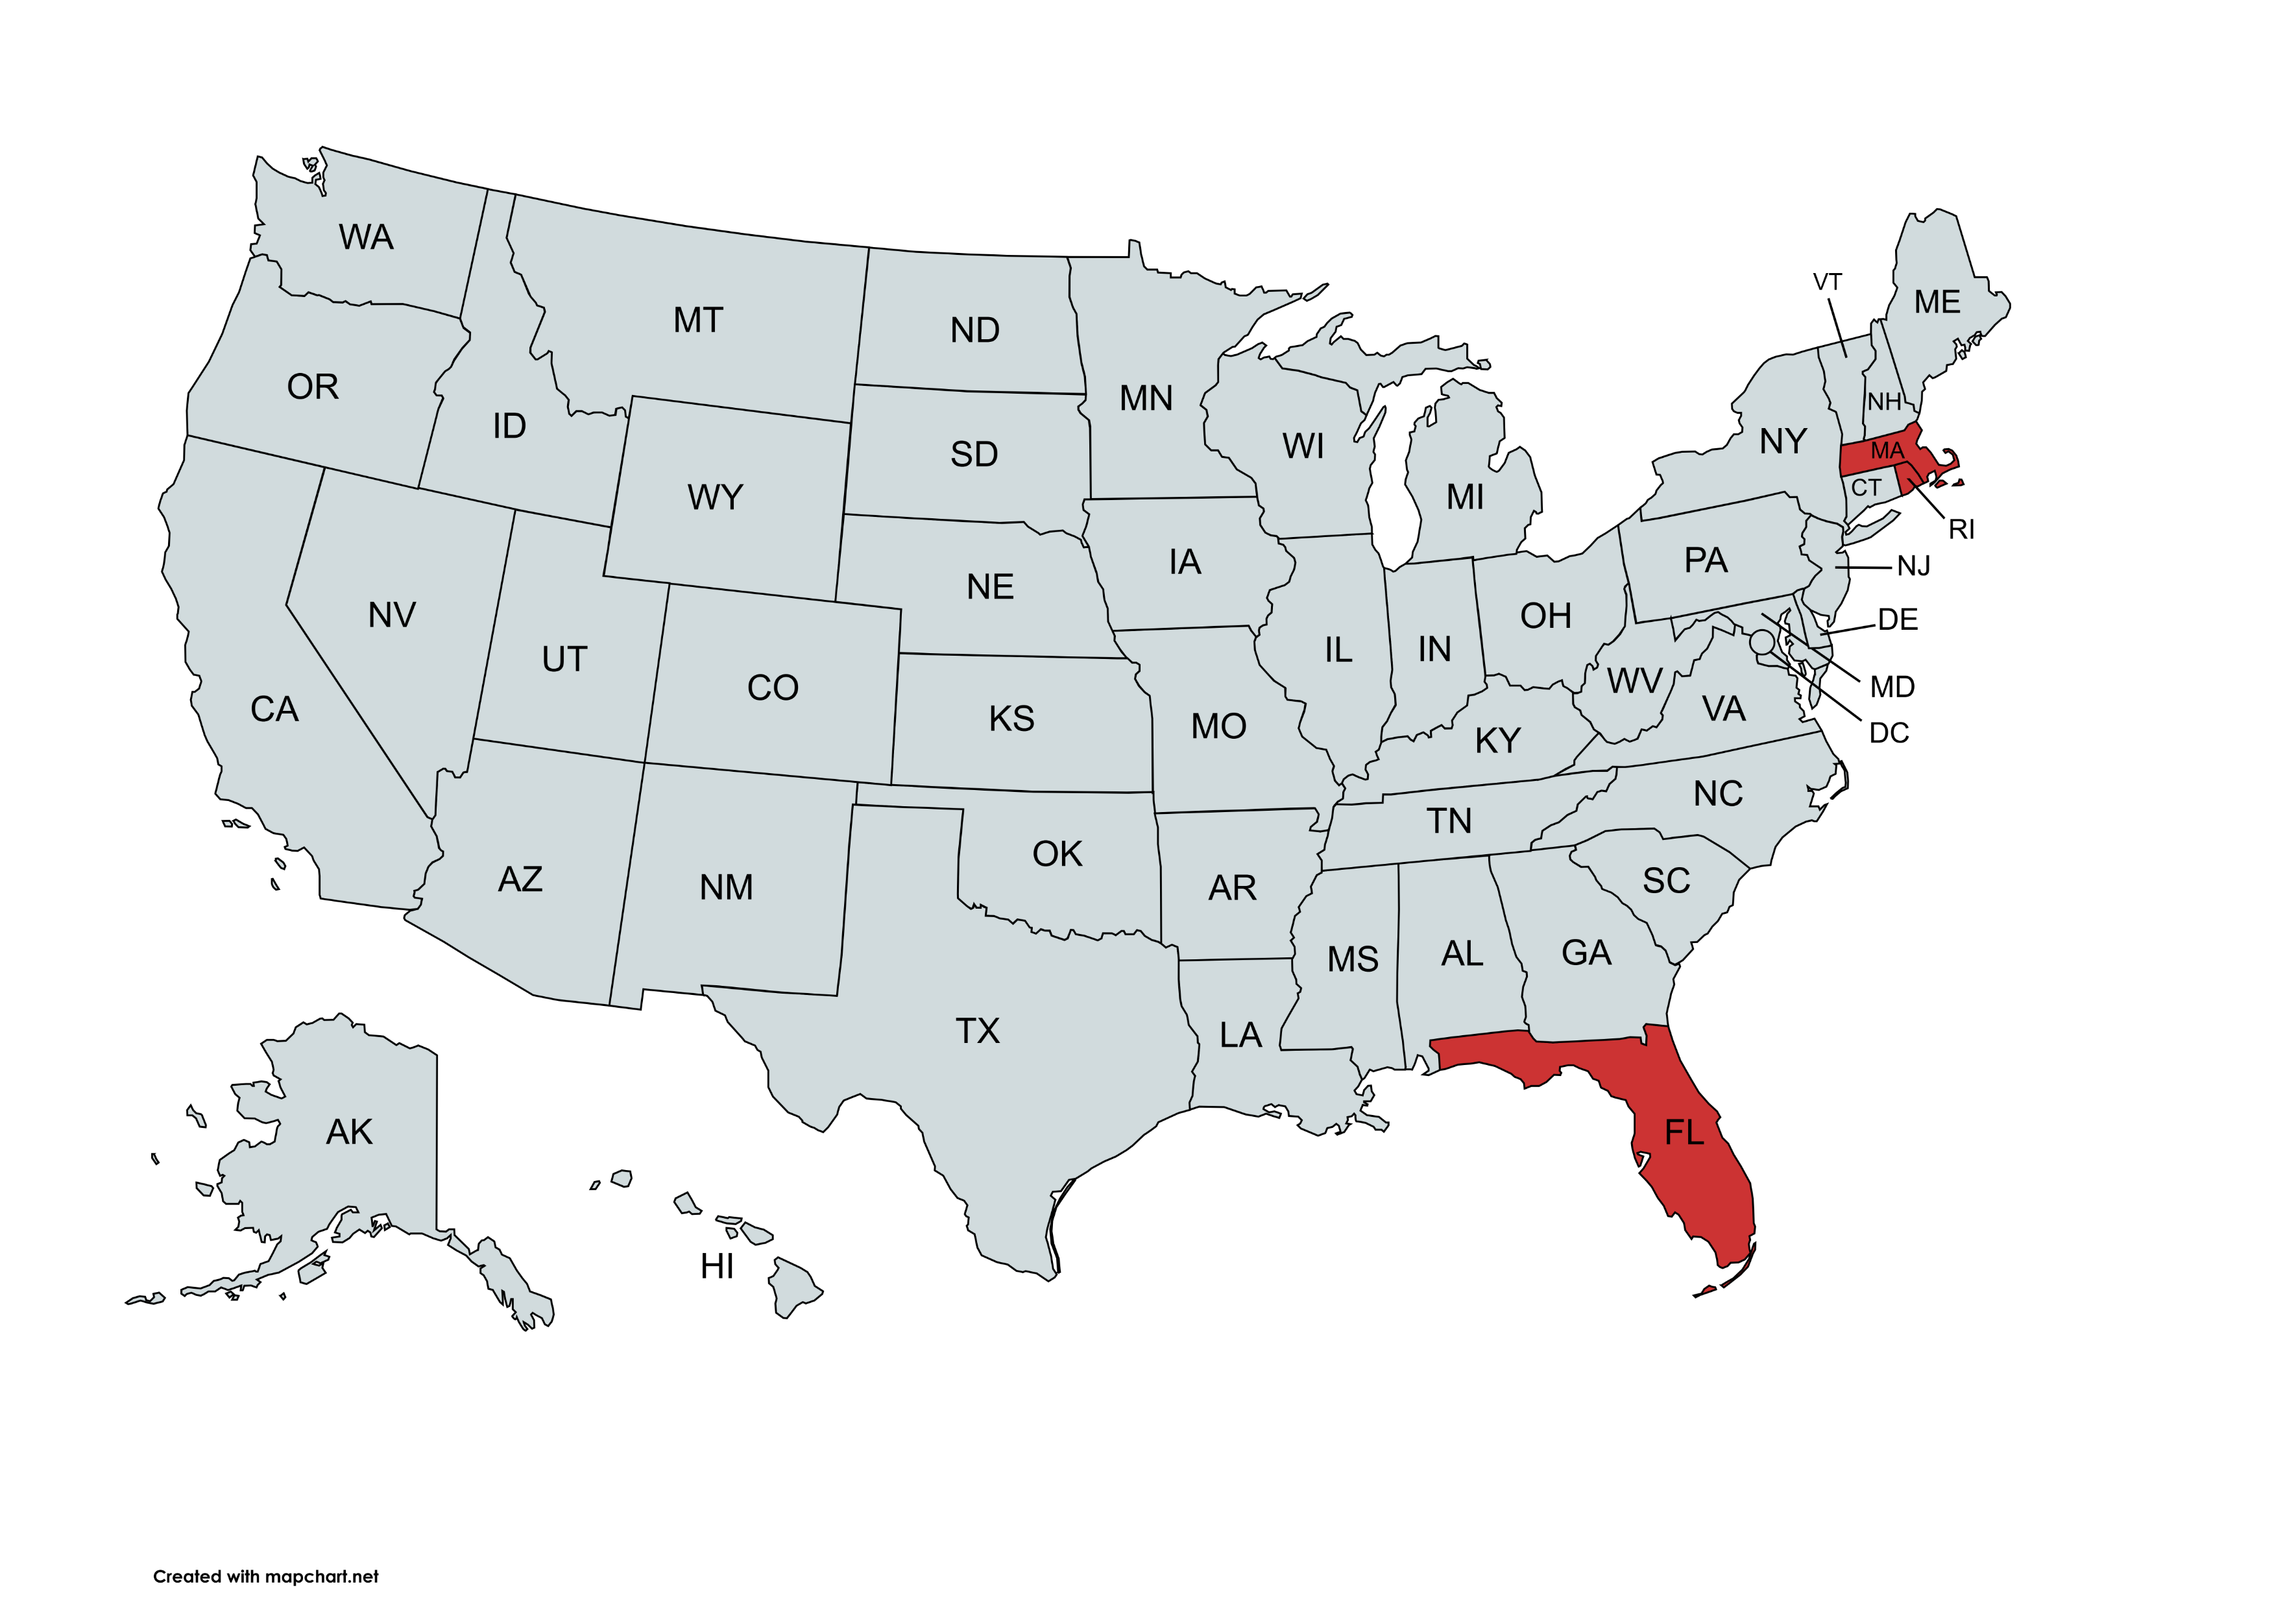 WA
MT
ND
MN
VT
ME
OR
ID
SD
WI
NH
NY
MA
WY
MI
CT
RI
IA
PA
NJ
NE
NV
OH
DE
UT
IL
IN
WV
MD
CO
CA
KS
MO
KY
VA
DC
NC
TN
OK
AZ
NM
AR
SC
MS
AL
GA
TX
LA
AK
FL
HI
Created with mapchart.net